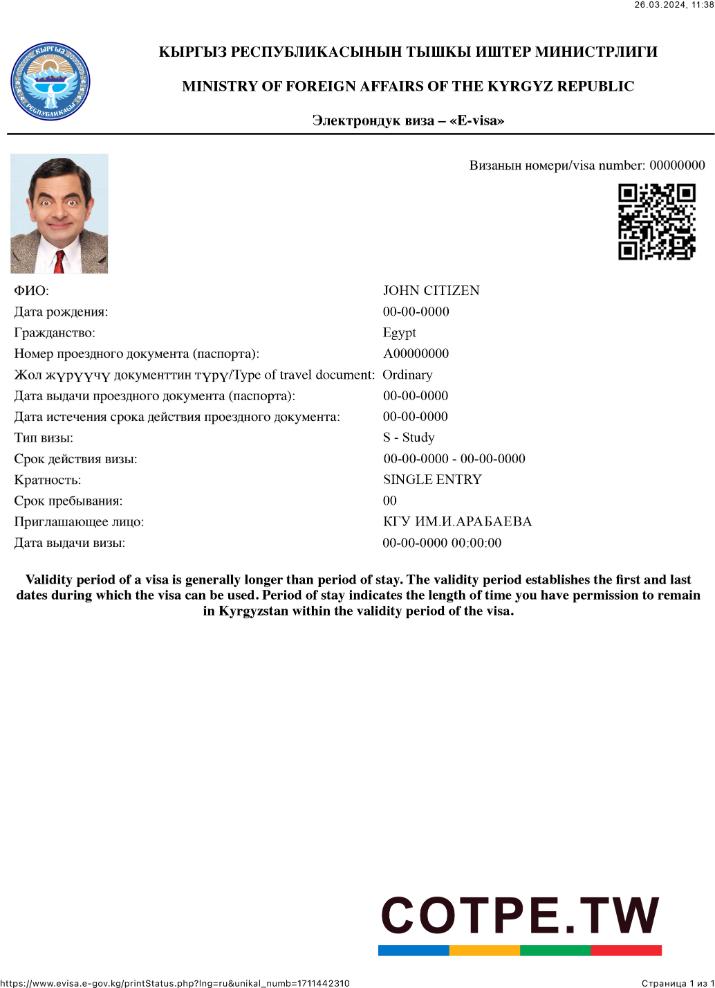 26.03.2024, 11:38
КЫРГЫЗ РЕСПУБЛИКАСЫНЫН ТЫШКЫ ИШТЕР МИНИСТРЛИГИ
MINISTRY OF FOREIGN AFFAIRS OF THE KYRGYZ REPUBLIC
Электрондук виза – «E-visa»
КЫРГЫЗ
РЕСПУБЛИКАСЫ
Визанын номери/visa number: 00000000
ФИО: JOHN CITIZEN
Дата рождения: 00-00-0000
Гражданство: Egypt
Номер проездного документа (паспорта): A00000000
Жол жүрүүчү документтин түрү/Type of travel document: Ordinary
Дата выдачи проездного документа (паспорта): 00-00-0000
Дата истечения срока действия проездного документа: 00-00-0000
Тип визы: S - Study
Срок действия визы: 00-00-0000 - 00-00-0000
Кратность: SINGLE ENTRY
Срок пребывания: 00
Приглашающее лицо: КГУ ИМ.И.АРАБАЕВА
Дата выдачи визы: 00-00-0000 00:00:00
Validity period of a visa is generally longer than period of stay. The validity period establishes the first and last
dates during which the visa can be used. Period of stay indicates the length of time you have permission to remain
in Kyrgyzstan within the validity period of the visa.
COTPE.TW
https://www.evisa.e-gov.kg/printStatus.php?lng=ru&unikal_numb=1711442310
Страница 1 из 1